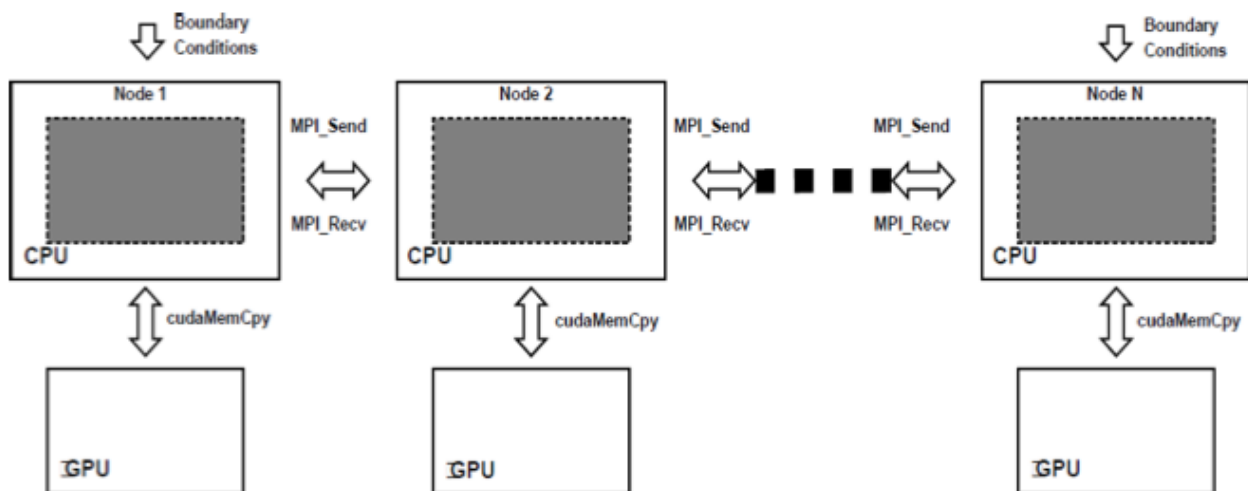 Boundary
Conditions
Boundary
Conditions
Node 1
Node 2
Node N
MPI_Send
MPI_Send
MPI_Send
MPI_Recv
MPI_Recv
MPI_Recv
CPU
CPU
CPU
cudaMemCpy
cudaMemCpy
cudaMemCpy
GPU
GPU
GPU